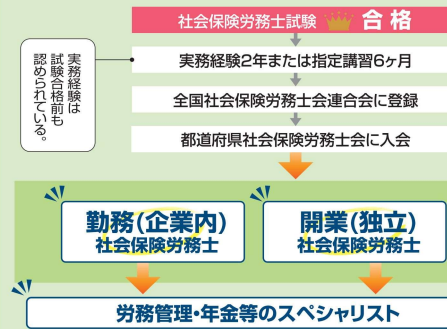 社会保険労務士試験 合格
実務経験は
試験合格前も
認められている。
実務経験2年または指定講習6ヶ月
全国社会保険労務士会連合会に登録
都道府県社会保険労務士会に入会
勤務(企業内)
社会保険労務士
開業(独立)
社会保険労務士
労務管理・年金等のスペシャリスト